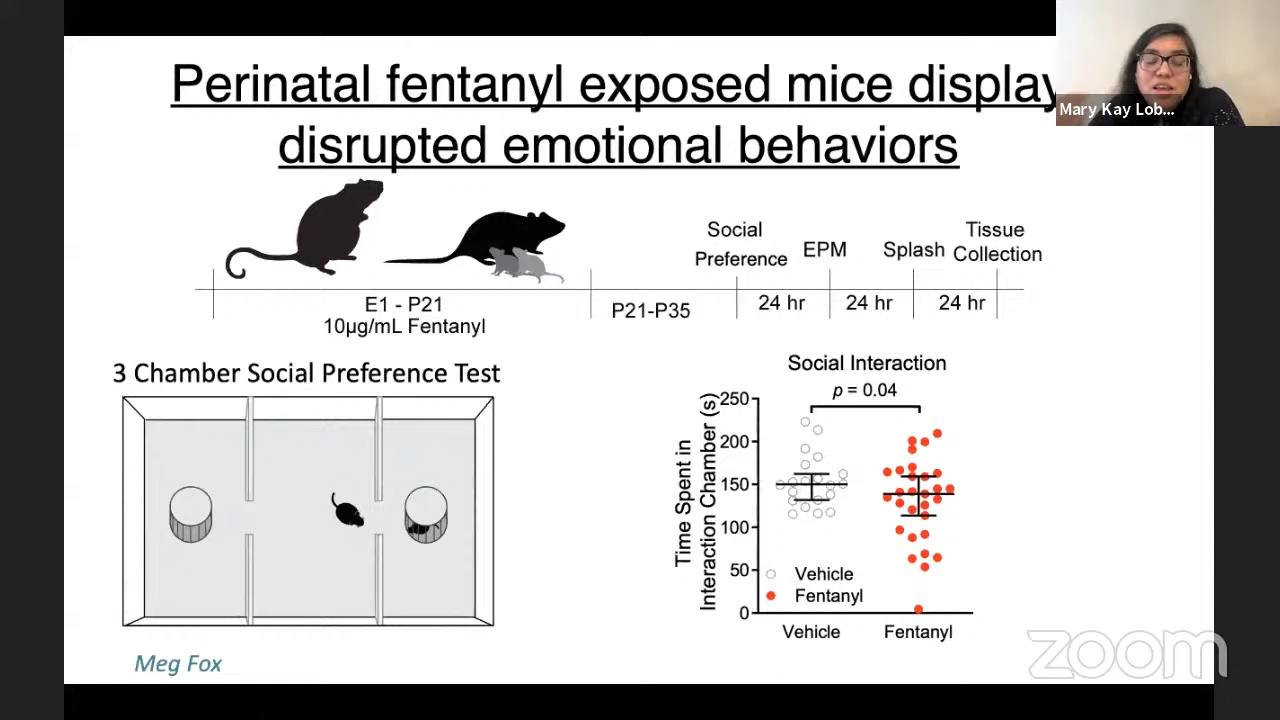 Perinatal fentanyl exposed mice display
disrupted emotional behaviors
Mary Kay Lob...
Social
Preference
EPM
Splash
Tissue
Collection
E1 - P21
10µg/mL Fentanyl
P21-P35
24 hr
24 hr
24 hr
3 Chamber Social Preference Test
Meg Fox
Social Interaction
p = 0.04
Time Spent in
Interaction Chamber (s)
250
200
150
100
50
0
Vehicle
Fentanyl
Vehicle
Fentanyl
zoom